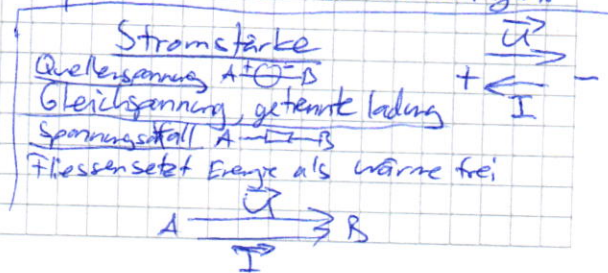 Stromstärke
Quellenspannung A + - B
Gleichspannung, getrennte ladung
Spannungsabfall A B
Fliessen setzt Energie als wärme frei
U
A B
I
U
+ -
I